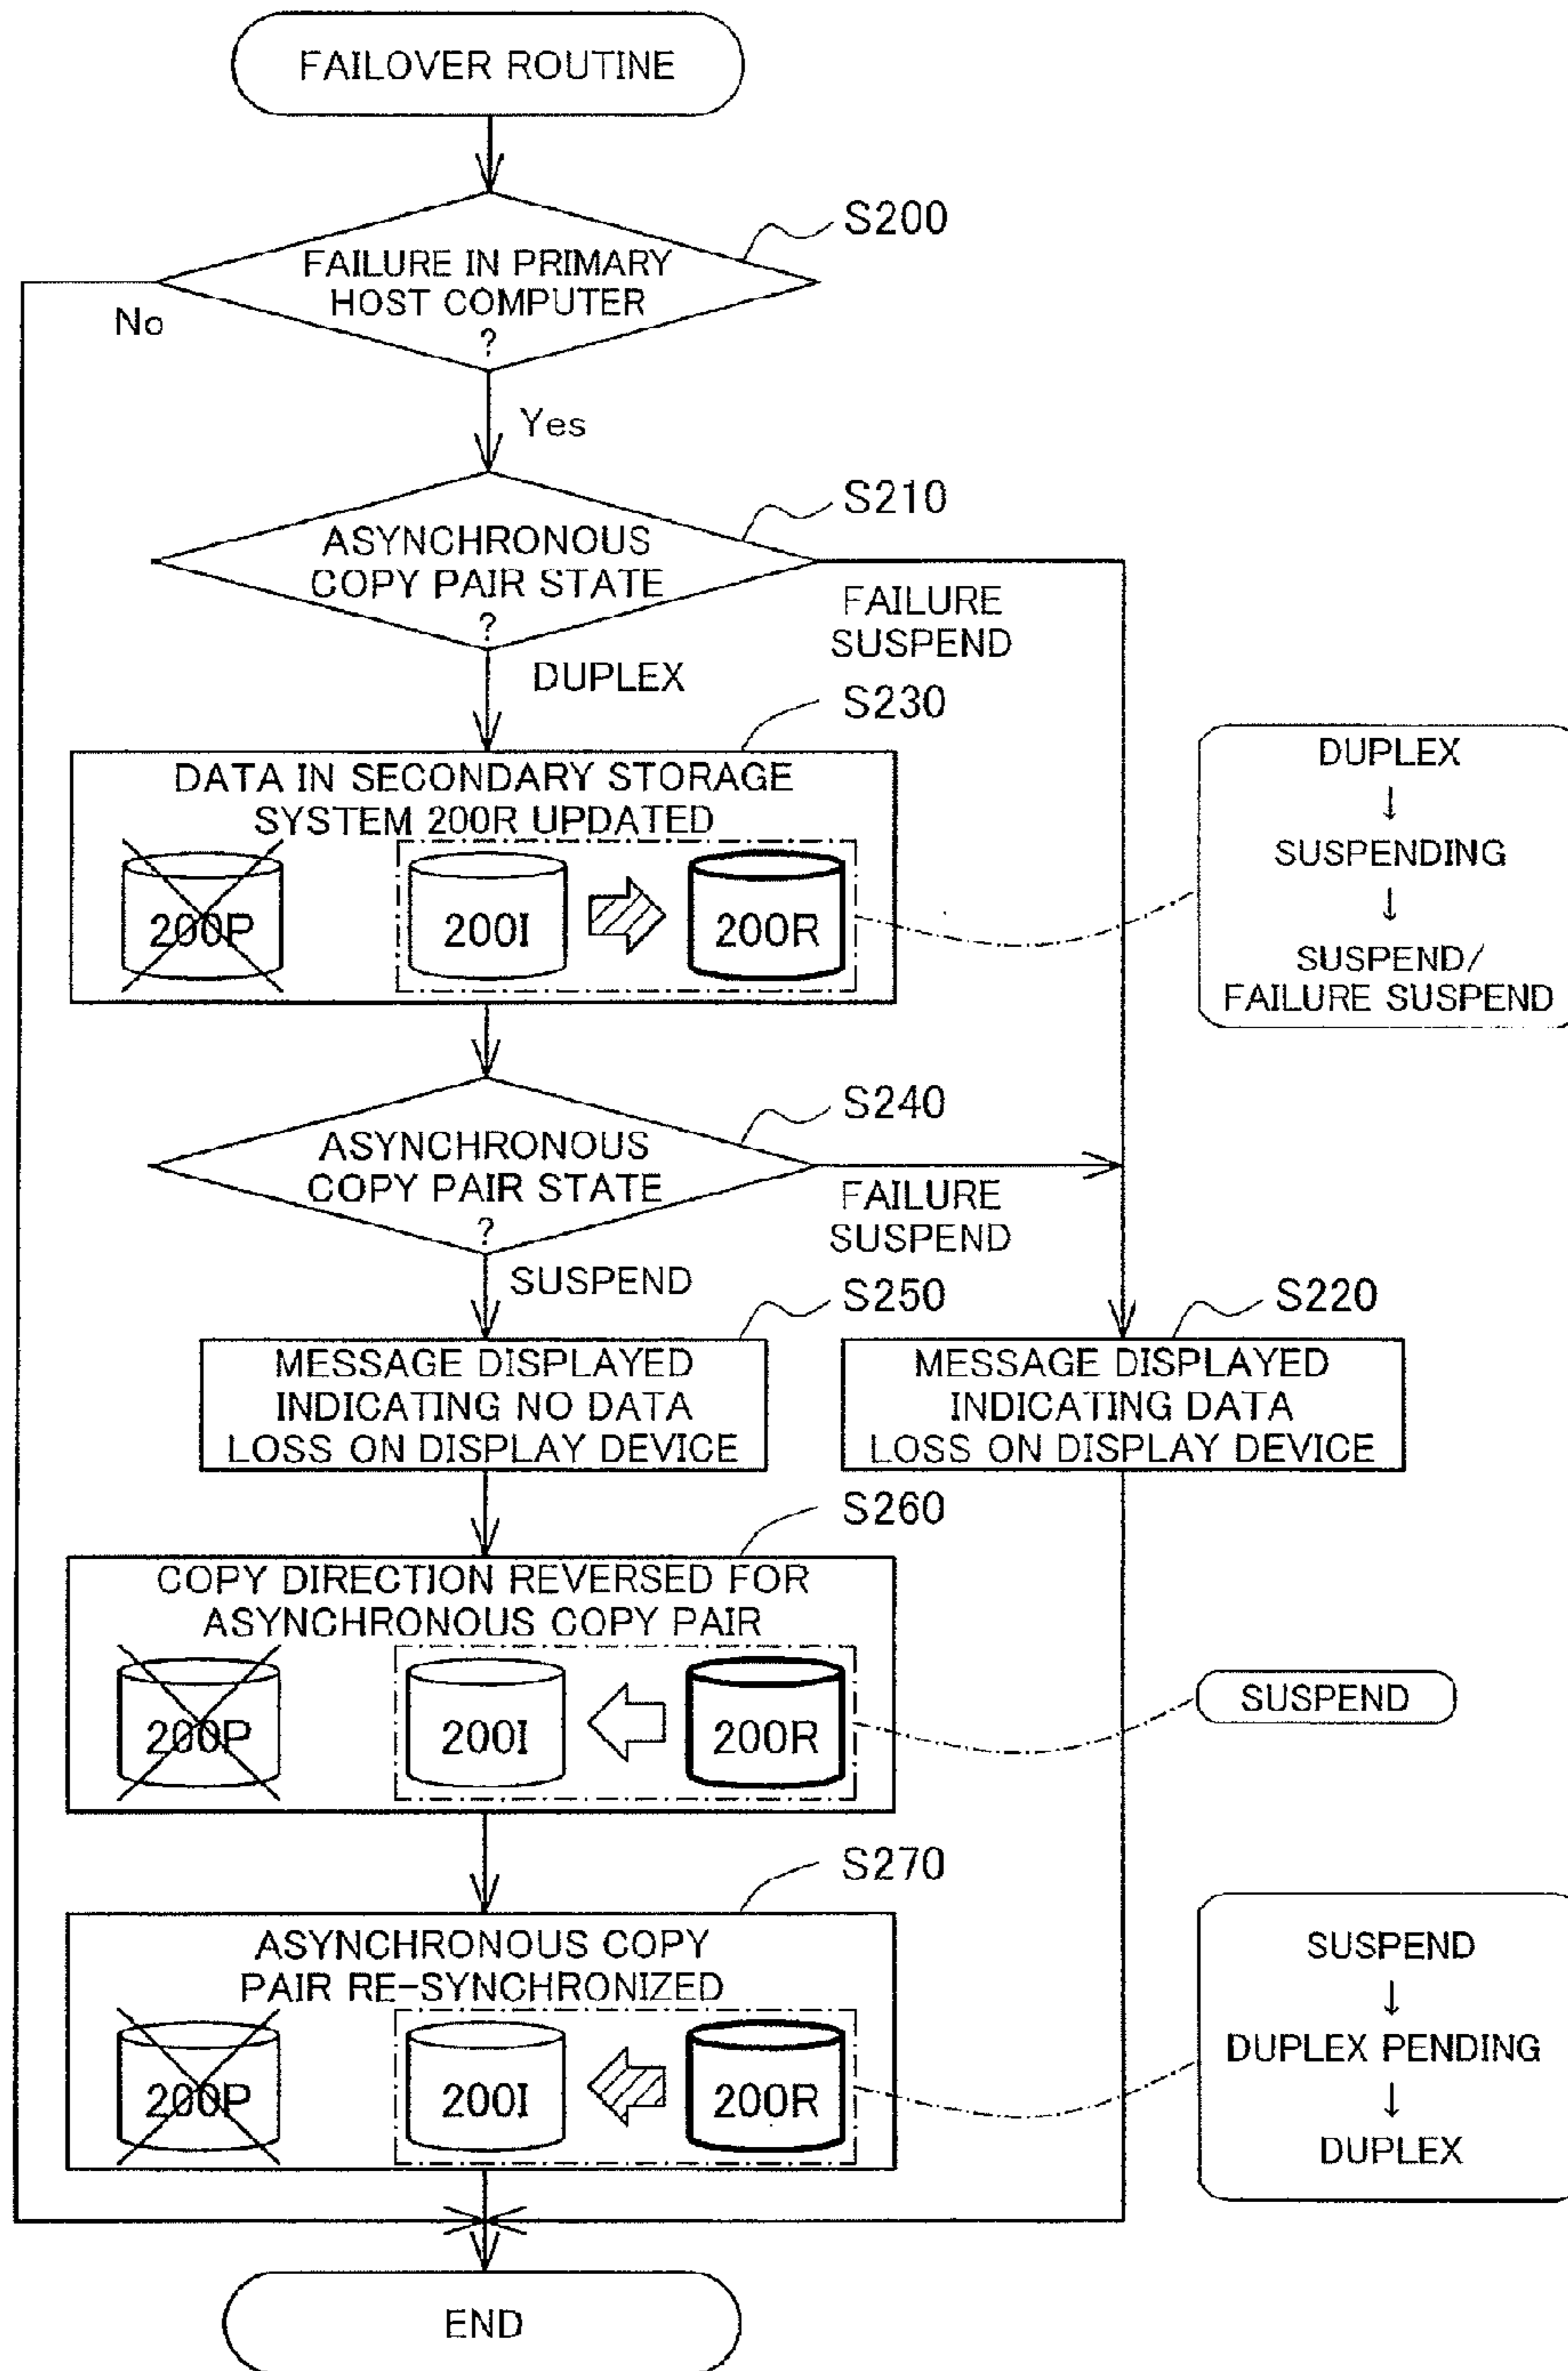 FAILOVER ROUTINE
S200
FAILURE IN PRIMARY
HOST COMPUTER
?
No
Yes
S210
ASYNCHRONOUS
COPY PAIR STATE
?
FAILURE
SUSPEND
DUPLEX
S230
DATA IN SECONDARY STORAGE
SYSTEM 200R UPDATED
200P 200I 200R
DUPLEX
↓
SUSPENDING
↓
SUSPEND/
FAILURE SUSPEND
S240
ASYNCHRONOUS
COPY PAIR STATE
?
FAILURE
SUSPEND
SUSPEND
S250
MESSAGE DISPLAYED
INDICATING NO DATA
LOSS ON DISPLAY DEVICE
S220
MESSAGE DISPLAYED
INDICATING DATA
LOSS ON DISPLAY DEVICE
S260
COPY DIRECTION REVERSED FOR
ASYNCHRONOUS COPY PAIR
200P 200I 200R
SUSPEND
S270
ASYNCHRONOUS COPY
PAIR RE-SYNCHRONIZED
200P 200I 200R
SUSPEND
↓
DUPLEX PENDING
↓
DUPLEX
END